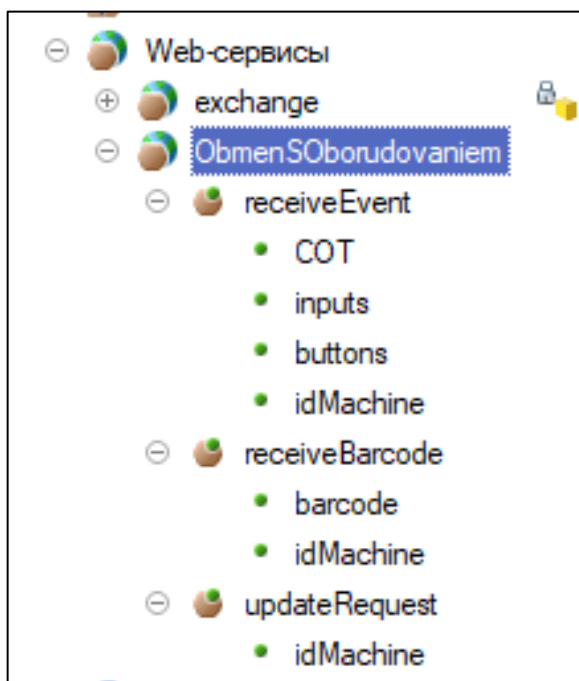 Web-сервисы
exchange
ObmenSOborudovaniem
receiveEvent
COT
inputs
buttons
idMachine
receiveBarcode
barcode
idMachine
updateRequest
idMachine